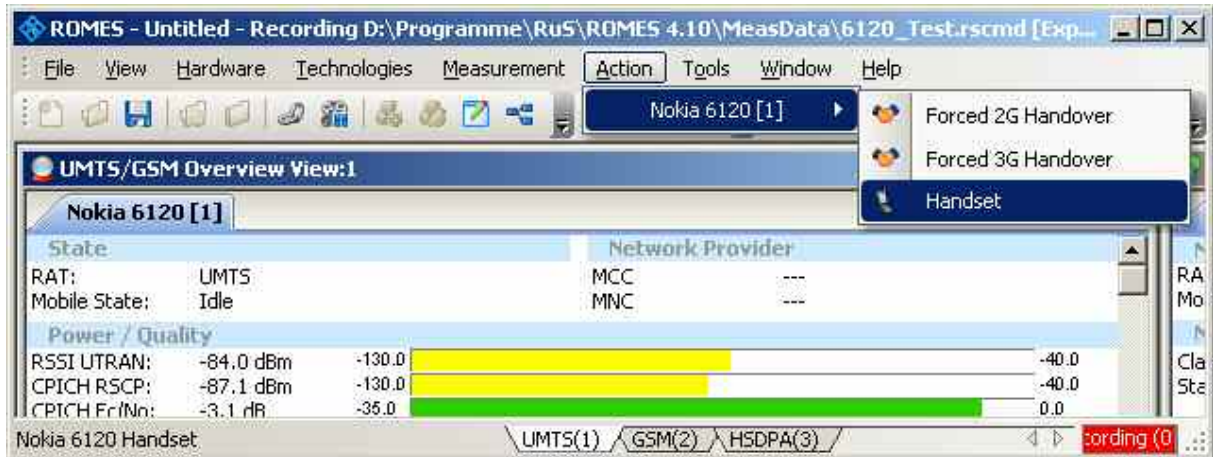 ROMES - Untitled - Recording D:\Programme\RuS\ROMES 4.10\MeasData\6120_Test.rscmd [Exp...
File View Hardware Technologies Measurement Action Tools Window Help
Nokia 6120 [1]
Forced 2G Handover
Forced 3G Handover
Handset
UMTS/GSM Overview View:1
Nokia 6120 [1]
State Network Provider
RAT: UMTS MCC ---
Mobile State: Idle MNC ---
Power / Quality
RSSI UTRAN: -84.0 dBm -130.0 -40.0
CPICH RSCP: -87.1 dBm -130.0 -40.0
CPICH Ec/No: -3.1 dB -35.0 0.0
RA
Mo
Cla
Sta
Nokia 6120 Handset UMTS(1) GSM(2) HSDPA(3) cording (0